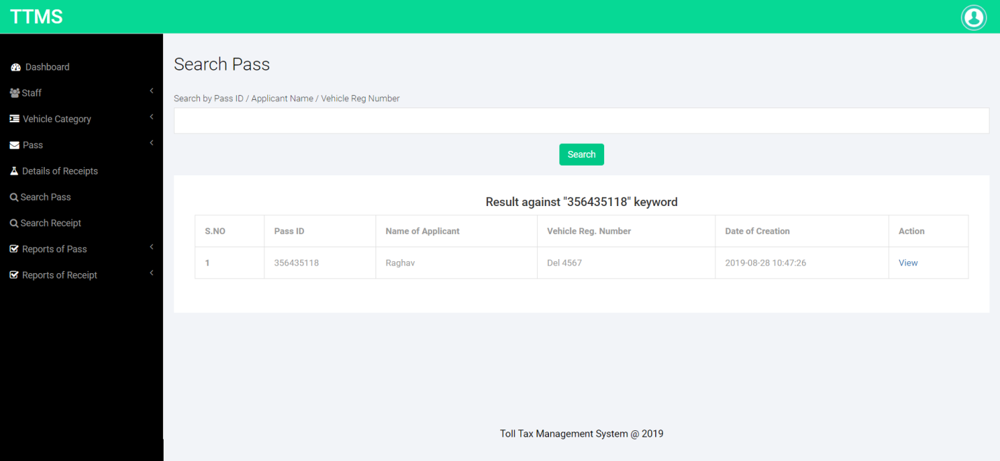 TTMS
Dashboard
Staff
Vehicle Category
Pass
Details of Receipts
Search Pass
Search Receipt
Reports of Pass
Reports of Receipt
Search Pass
Search by Pass ID / Applicant Name / Vehicle Reg Number
Search
Result against "356435118" keyword
S.NO Pass ID Name of Applicant Vehicle Reg. Number Date of Creation Action
1 356435118 Raghav Del 4567 2019-08-28 10:47:26 View
Toll Tax Management System @ 2019